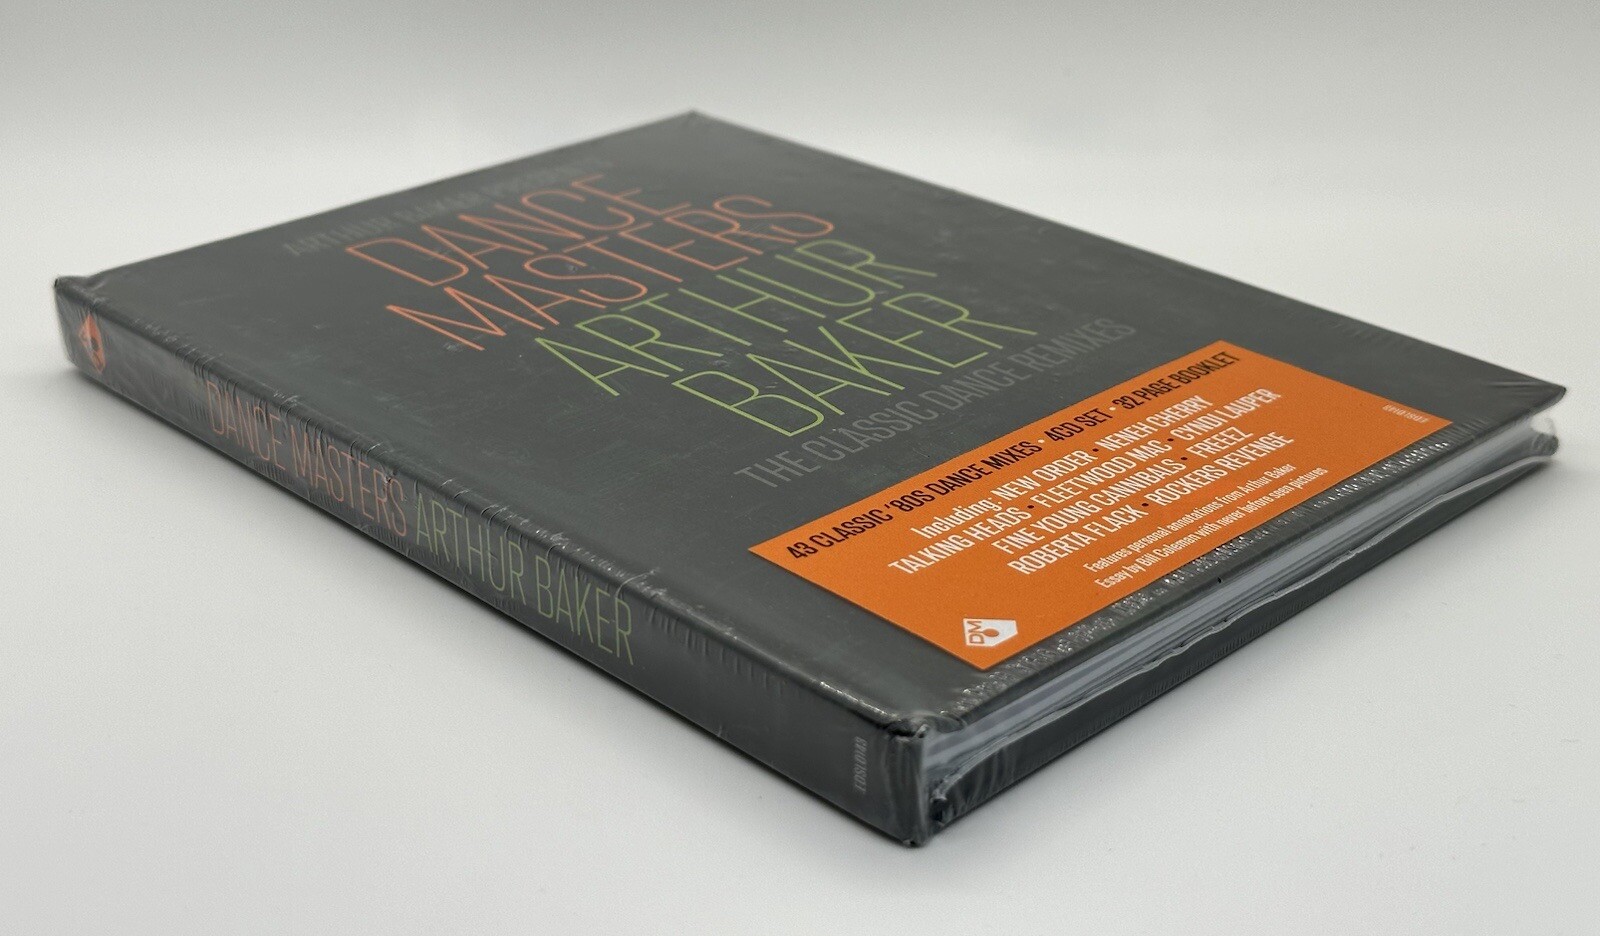 ARTHUR BAKER PRESENTS
DANCE
MASTERS
ARTHUR
BAKER
THE CLASSIC DANCE REMIXES
43 CLASSIC '80S DANCE MIXES • 4CD SET • 32 PAGE BOOKLET
Including: NEW ORDER • NENEH CHERRY
TALKING HEADS • FLEETWOOD MAC • CYNDI LAUPER
FINE YOUNG CANNIBALS • FREEEZ
ROBERTA FLACK • ROCKERS REVENGE
Features personal annotations from Arthur Baker
Essay by Bill Coleman with never before seen pictures
DM
DANCE MASTERS ARTHUR BAKER